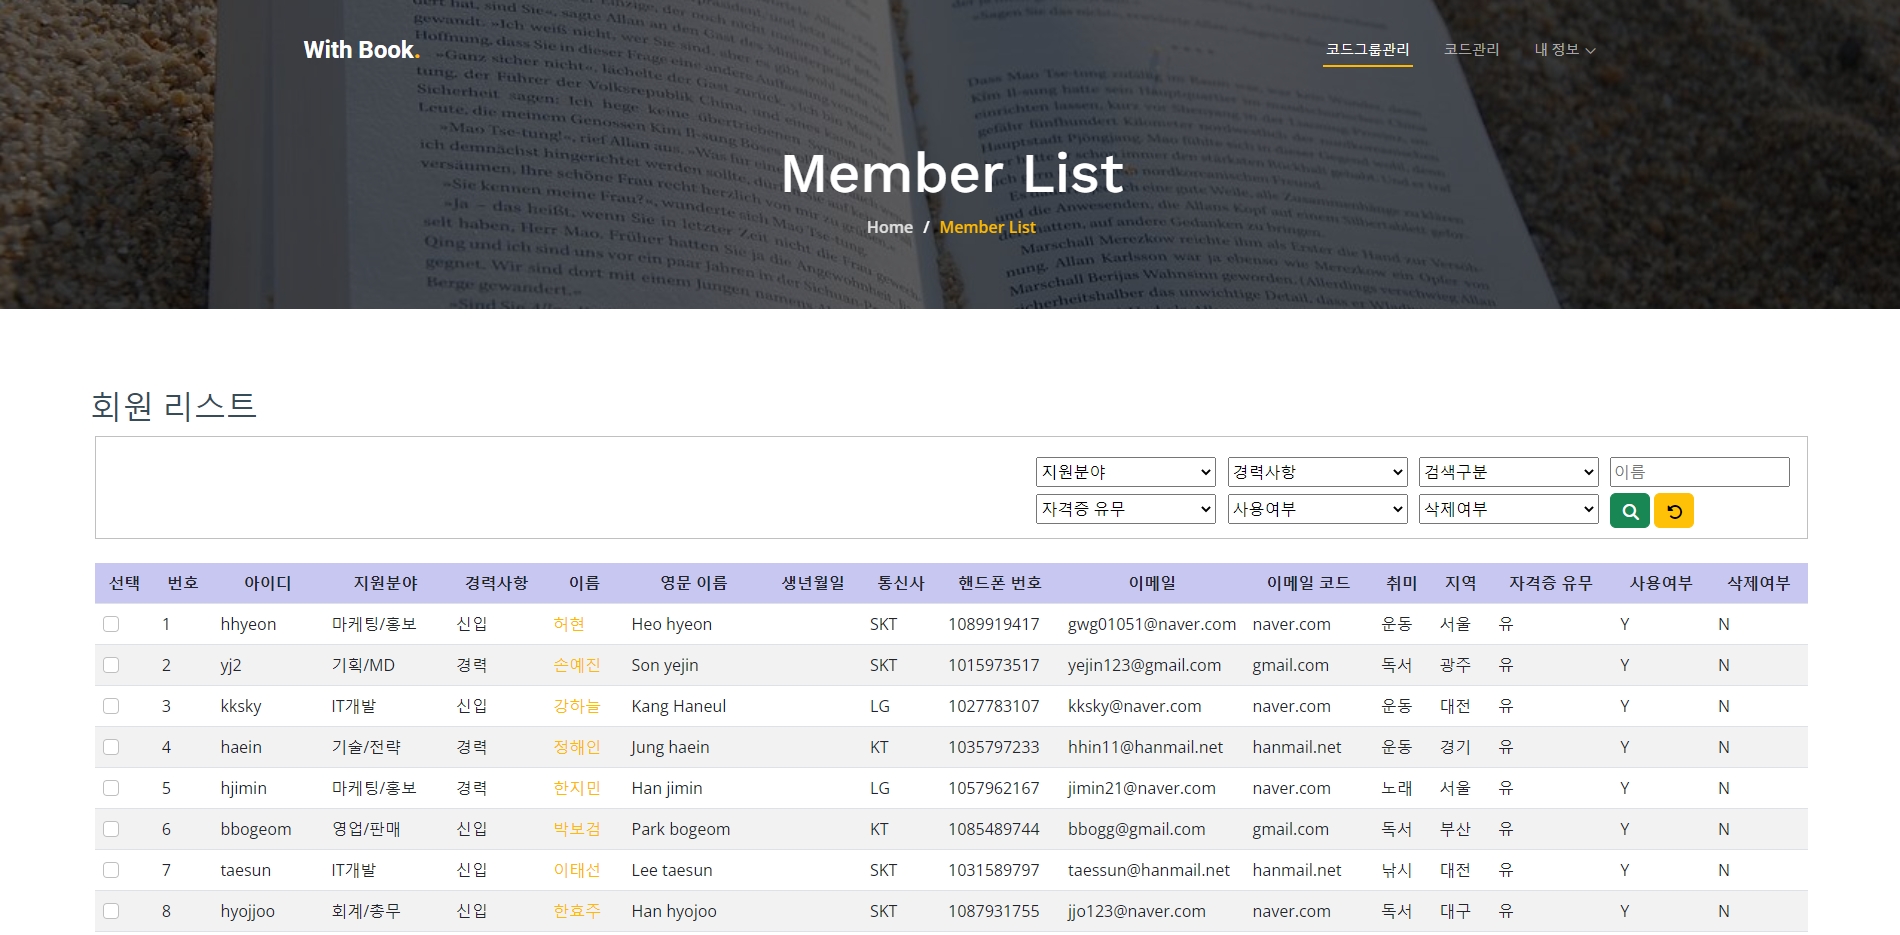 With Book.
코드그룹관리 코드관리 내 정보
Member List
Home / Member List
회원 리스트
지원분야 경력사항 검색구분 이름
자격증 유무 사용여부 삭제여부
선택 번호 아이디 지원분야 경력사항 이름 영문 이름 생년월일 통신사 핸드폰 번호 이메일 이메일 코드 취미 지역 자격증 유무 사용여부 삭제여부
1 hhyeon 마케팅/홍보 신입 허현 Heo hyeon SKT 1089919417 gwg01051@naver.com naver.com 운동 서울 유 Y N
2 yj2 기획/MD 경력 손예진 Son yejin SKT 1015973517 yejin123@gmail.com gmail.com 독서 광주 유 Y N
3 kksky IT개발 신입 강하늘 Kang Haneul LG 1027783107 kksky@naver.com naver.com 운동 대전 유 Y N
4 haein 기술/전략 경력 정해인 Jung haein KT 1035797233 hhin11@hanmail.net hanmail.net 운동 경기 유 Y N
5 hjimin 마케팅/홍보 경력 한지민 Han jimin LG 1057962167 jimin21@naver.com naver.com 노래 서울 유 Y N
6 bbogeom 영업/판매 신입 박보검 Park bogeom KT 1085489744 bbogg@gmail.com gmail.com 독서 부산 유 Y N
7 taesun IT개발 신입 이태선 Lee taesun SKT 1031589797 taessun@hanmail.net hanmail.net 낚시 대전 유 Y N
8 hyojjoo 회계/총무 신입 한효주 Han hyojoo SKT 1087931755 jjo123@naver.com naver.com 독서 대구 유 Y N